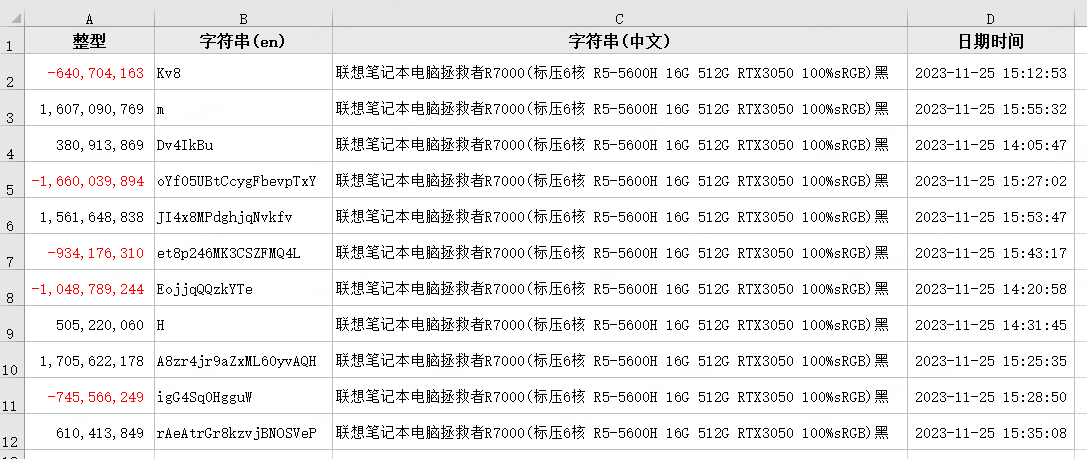 A B C D
1 整型 字符串(en) 字符串(中文) 日期时间
2 -640,704,163 Kv8 联想笔记本电脑拯救者R7000(标压6核 R5-5600H 16G 512G RTX3050 100%sRGB)黑 2023-11-25 15:12:53
3 1,607,090,769 m 联想笔记本电脑拯救者R7000(标压6核 R5-5600H 16G 512G RTX3050 100%sRGB)黑 2023-11-25 15:55:32
4 380,913,869 Dv4IkBu 联想笔记本电脑拯救者R7000(标压6核 R5-5600H 16G 512G RTX3050 100%sRGB)黑 2023-11-25 14:05:47
5 -1,660,039,894 oYf05UBtCcygFbevpTxY 联想笔记本电脑拯救者R7000(标压6核 R5-5600H 16G 512G RTX3050 100%sRGB)黑 2023-11-25 15:27:02
6 1,561,648,838 JI4x8MPdghjqNvkfv 联想笔记本电脑拯救者R7000(标压6核 R5-5600H 16G 512G RTX3050 100%sRGB)黑 2023-11-25 15:53:47
7 -934,176,310 et8p246MK3CSZFMQ4L 联想笔记本电脑拯救者R7000(标压6核 R5-5600H 16G 512G RTX3050 100%sRGB)黑 2023-11-25 15:43:17
8 -1,048,789,244 EojjqQQzkYTe 联想笔记本电脑拯救者R7000(标压6核 R5-5600H 16G 512G RTX3050 100%sRGB)黑 2023-11-25 14:20:58
9 505,220,060 H 联想笔记本电脑拯救者R7000(标压6核 R5-5600H 16G 512G RTX3050 100%sRGB)黑 2023-11-25 14:31:45
10 1,705,622,178 A8zr4jr9aZxML60yvAQH 联想笔记本电脑拯救者R7000(标压6核 R5-5600H 16G 512G RTX3050 100%sRGB)黑 2023-11-25 15:25:35
11 -745,566,249 igG4Sq0HgguW 联想笔记本电脑拯救者R7000(标压6核 R5-5600H 16G 512G RTX3050 100%sRGB)黑 2023-11-25 15:28:50
12 610,413,849 rAeAtrGr8kzvjBNOSVeP 联想笔记本电脑拯救者R7000(标压6核 R5-5600H 16G 512G RTX3050 100%sRGB)黑 2023-11-25 15:35:08